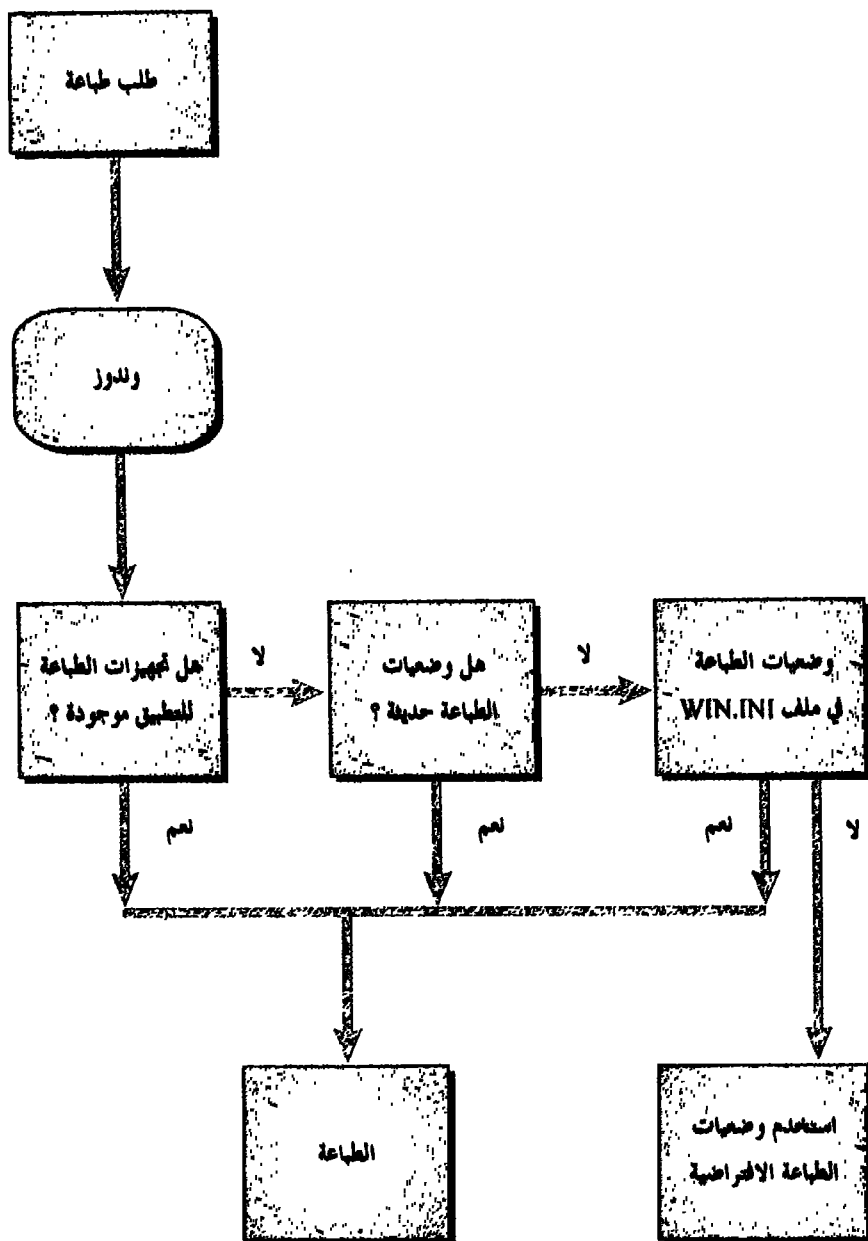 طلب طباعة
وندوز
هل تجهيزات الطباعة
للتطبيق موجودة ؟
لا
هل وضعيات
الطباعة حديثة ؟
لا
وضعيات الطباعة
في ملف WIN.INI
نعم
نعم
نعم
لا
الطباعة
استخدم وضعيات
الطباعة الافتراضية